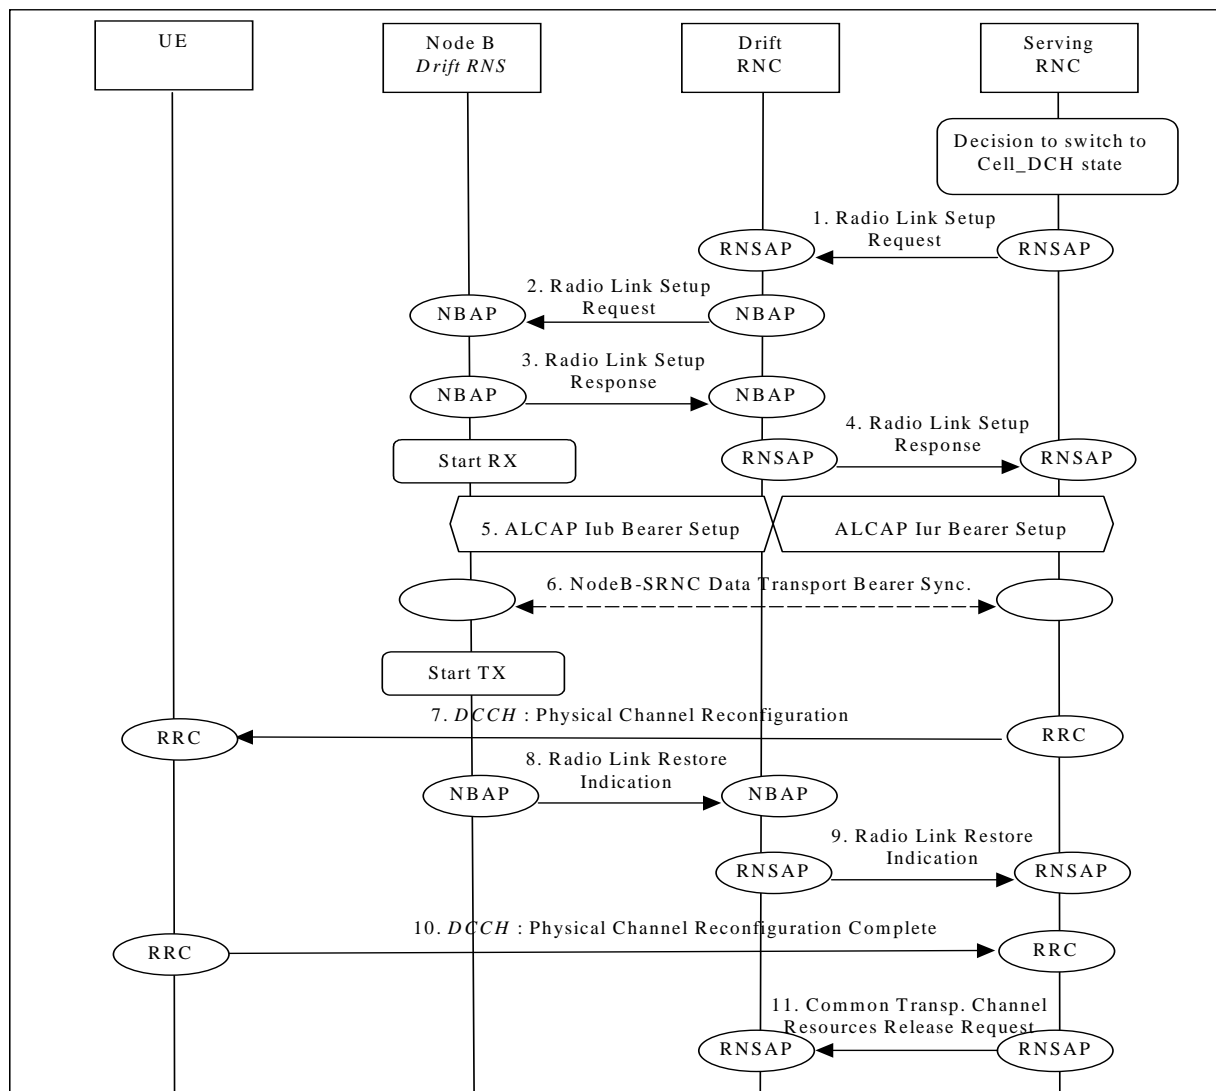 UE
Node B
Drift RNS
Drift
RNC
Serving
RNC
Decision to switch to
Cell_DCH state
1. Radio Link Setup
Request
RNSAP
RNSAP
2. Radio Link Setup
Request
NBAP
NBAP
3. Radio Link Setup
Response
NBAP
NBAP
4. Radio Link Setup
Response
Start RX
RNSAP
RNSAP
5. ALCAP Iub Bearer Setup
ALCAP Iur Bearer Setup
6. NodeB-SRNC Data Transport Bearer Sync.
Start TX
7. DCCH : Physical Channel Reconfiguration
RRC
RRC
8. Radio Link Restore
Indication
NBAP
NBAP
9. Radio Link Restore
Indication
RNSAP
RNSAP
10. DCCH : Physical Channel Reconfiguration Complete
RRC
RRC
11. Common Transp. Channel
Resources Release Request
RNSAP
RNSAP